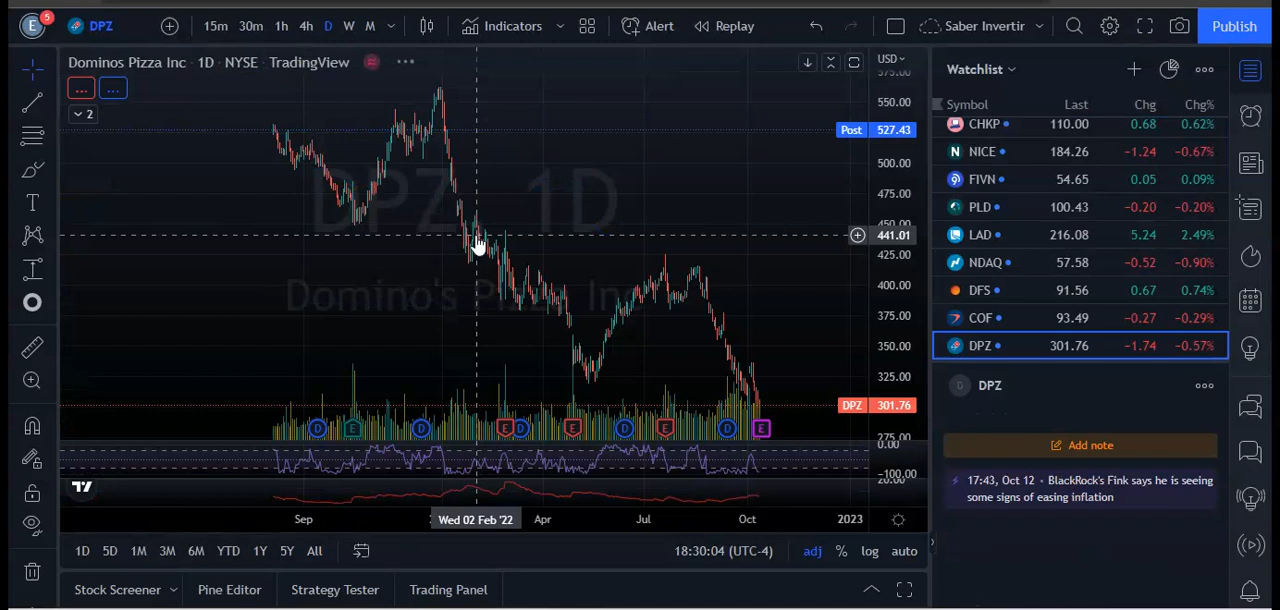 E 5 DPZ 15m 30m 1h 4h D W M Indicators Alert Replay Saber Invertir Publish
Dominos Pizza Inc · 1D · NYSE · TradingView
... ...
2
USD
575.00
550.00
Post 527.43
500.00
475.00
450.00
441.01
425.00
400.00
375.00
350.00
325.00
DPZ 301.76
275.00
0.00
-100.00
20.00
DPZ 1D
Domino's Pizza Inc
D E D E D E D E D E
Sep Wed 02 Feb '22 Apr Jul Oct 2023
1D 5D 1M 3M 6M YTD 1Y 5Y All 18:30:04 (UTC-4) adj % log auto
Stock Screener Pine Editor Strategy Tester Trading Panel
Watchlist
Symbol Last Chg Chg%
CHKP 110.00 0.68 0.62%
NICE 184.26 −1.24 −0.67%
FIVN 54.65 0.05 0.09%
PLD 100.43 −0.20 −0.20%
LAD 216.08 5.24 2.49%
NDAQ 57.58 −0.52 −0.90%
DFS 91.56 0.67 0.74%
COF 93.49 −0.27 −0.29%
DPZ 301.76 −1.74 −0.57%
D DPZ
Add note
17:43, Oct 12 • BlackRock's Fink says he is seeing
some signs of easing inflation